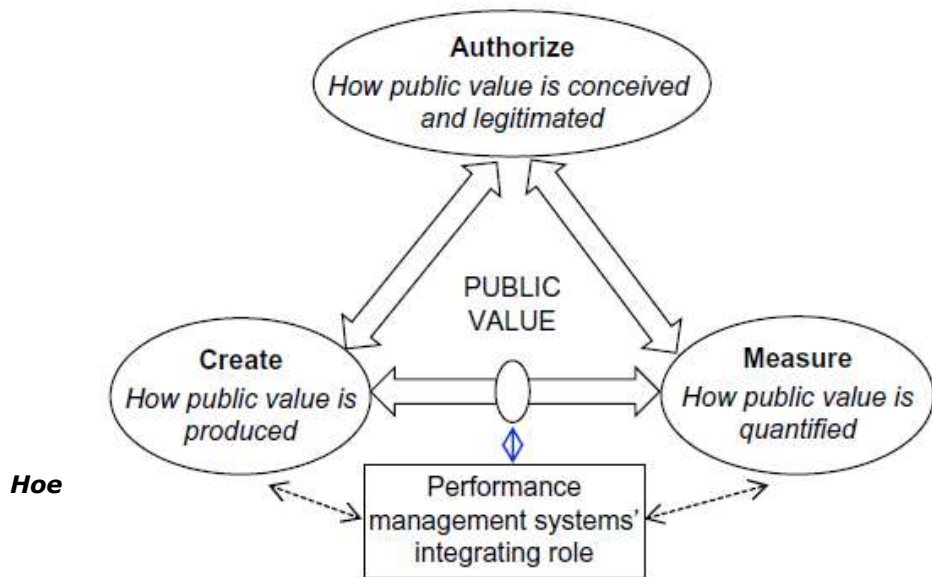 Authorize
How public value is conceived
and legitimated
PUBLIC
VALUE
Create
How public value is
produced
Measure
How public value is
quantified
Hoe
Performance
management systems'
integrating role